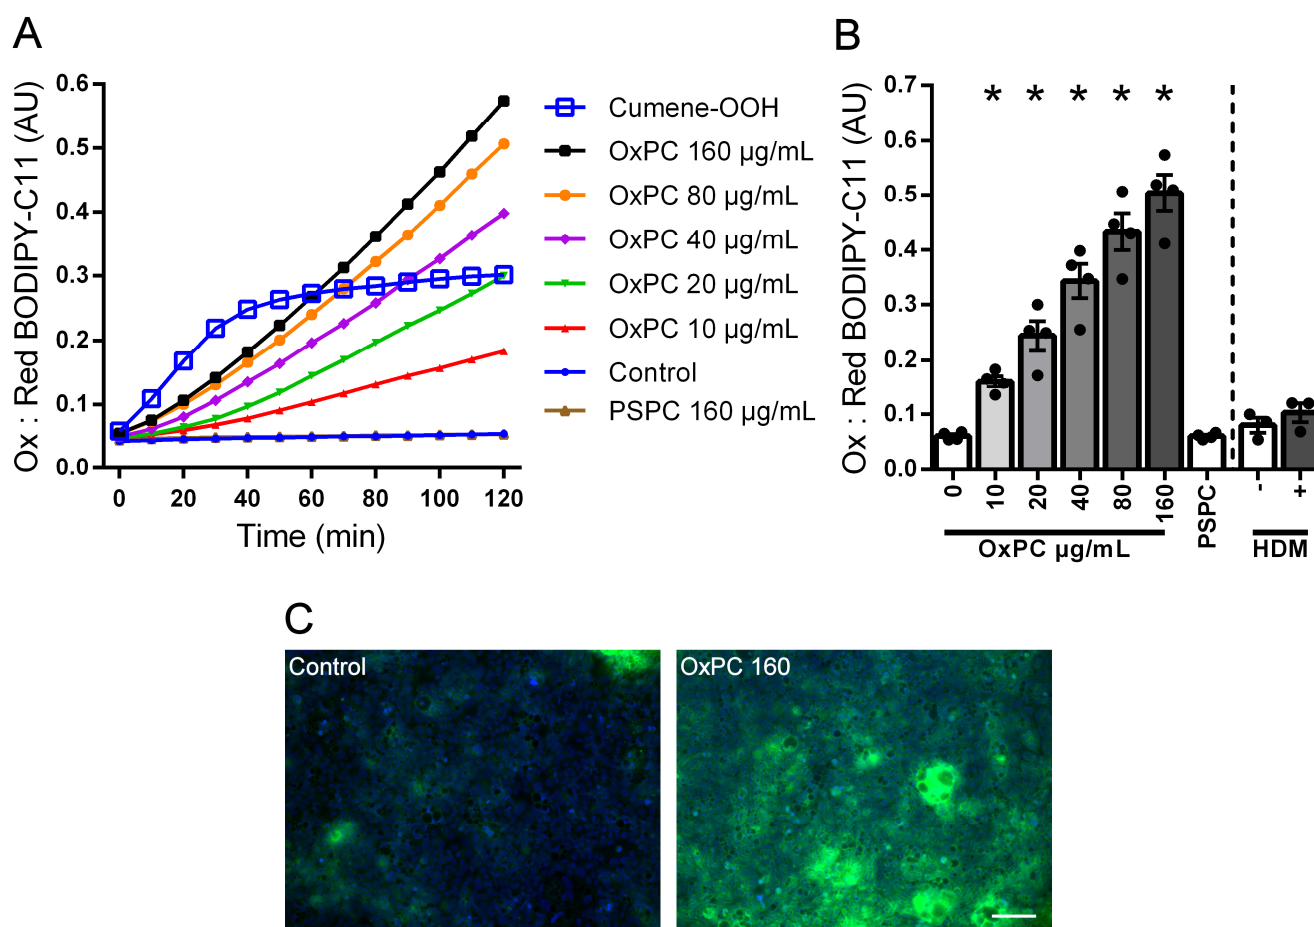 A
Ox : Red BODIPY-C11 (AU)
0.6
0.5
0.4
0.3
0.2
0.1
0.0
0
20
40
60
80
100
120
Time (min)
Cumene-OOH
OxPC 160 µg/mL
OxPC 80 µg/mL
OxPC 40 µg/mL
OxPC 20 µg/mL
OxPC 10 µg/mL
Control
PSPC 160 µg/mL
B
Ox : Red BODIPY-C11 (AU)
0.7
0.6
0.5
0.4
0.3
0.2
0.1
0.0
* * * * *
0
10
20
40
80
160
PSPC
-
+
OxPC µg/mL
HDM
C
Control
OxPC 160